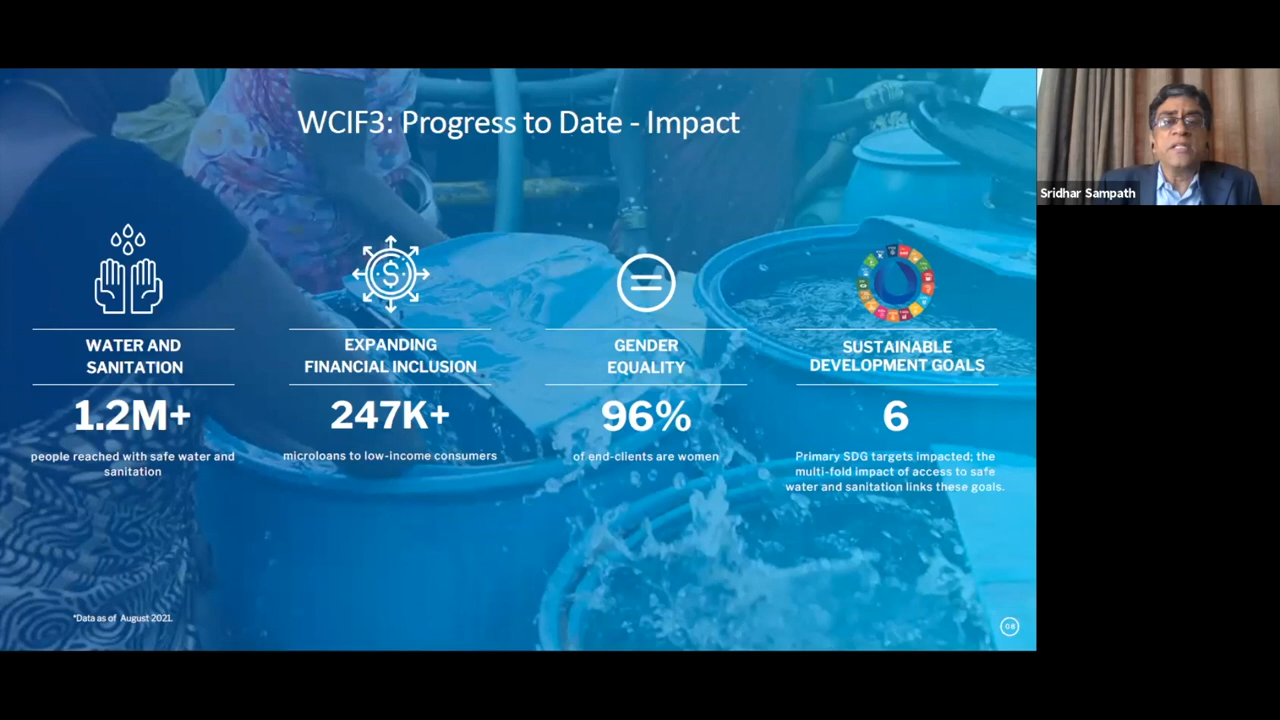 WCIF3: Progress to Date - Impact
Sridhar Sampath
WATER AND
SANITATION
1.2M+
people reached with safe water and
sanitation
EXPANDING
FINANCIAL INCLUSION
247K+
microloans to low-income consumers
GENDER
EQUALITY
96%
of end-clients are women
SUSTAINABLE
DEVELOPMENT GOALS
6
Primary SDG targets impacted; the
multi-fold impact of access to safe
water and sanitation links these goals.
*Data as of August 2021.
08